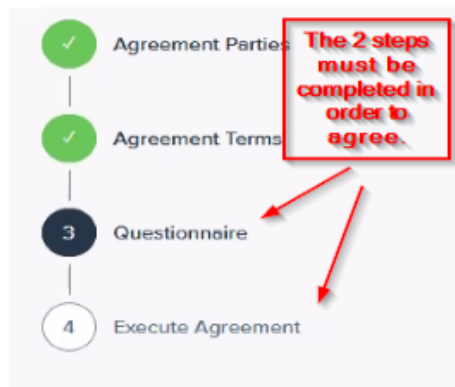 Agreement Parties
The 2 steps
must be
completed in
order to
agree.
Agreement Terms
3 Questionnaire
4 Execute Agreement